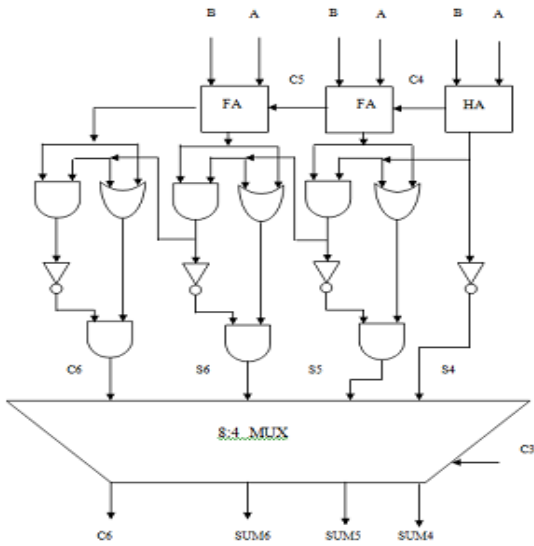 B A B A B A
C5 C4
FA FA HA
C6 S6 S5 S4
8:4 MUX
C3
C6 SUM6 SUM5 SUM4